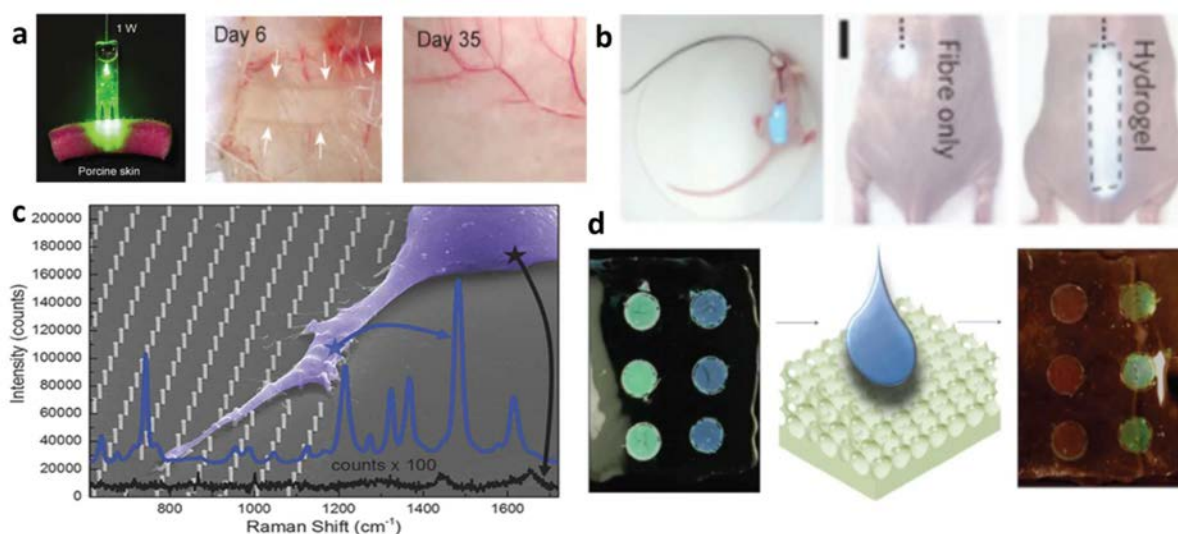 a
1 W
Porcine skin
Day 6
Day 35
b
Fibre only
Hydrogel
c
200000
180000
160000
140000
120000
100000
80000
60000
40000
20000
0
Intensity (counts)
counts x 100
800
1000
1200
1400
1600
Raman Shift (cm⁻¹)
d